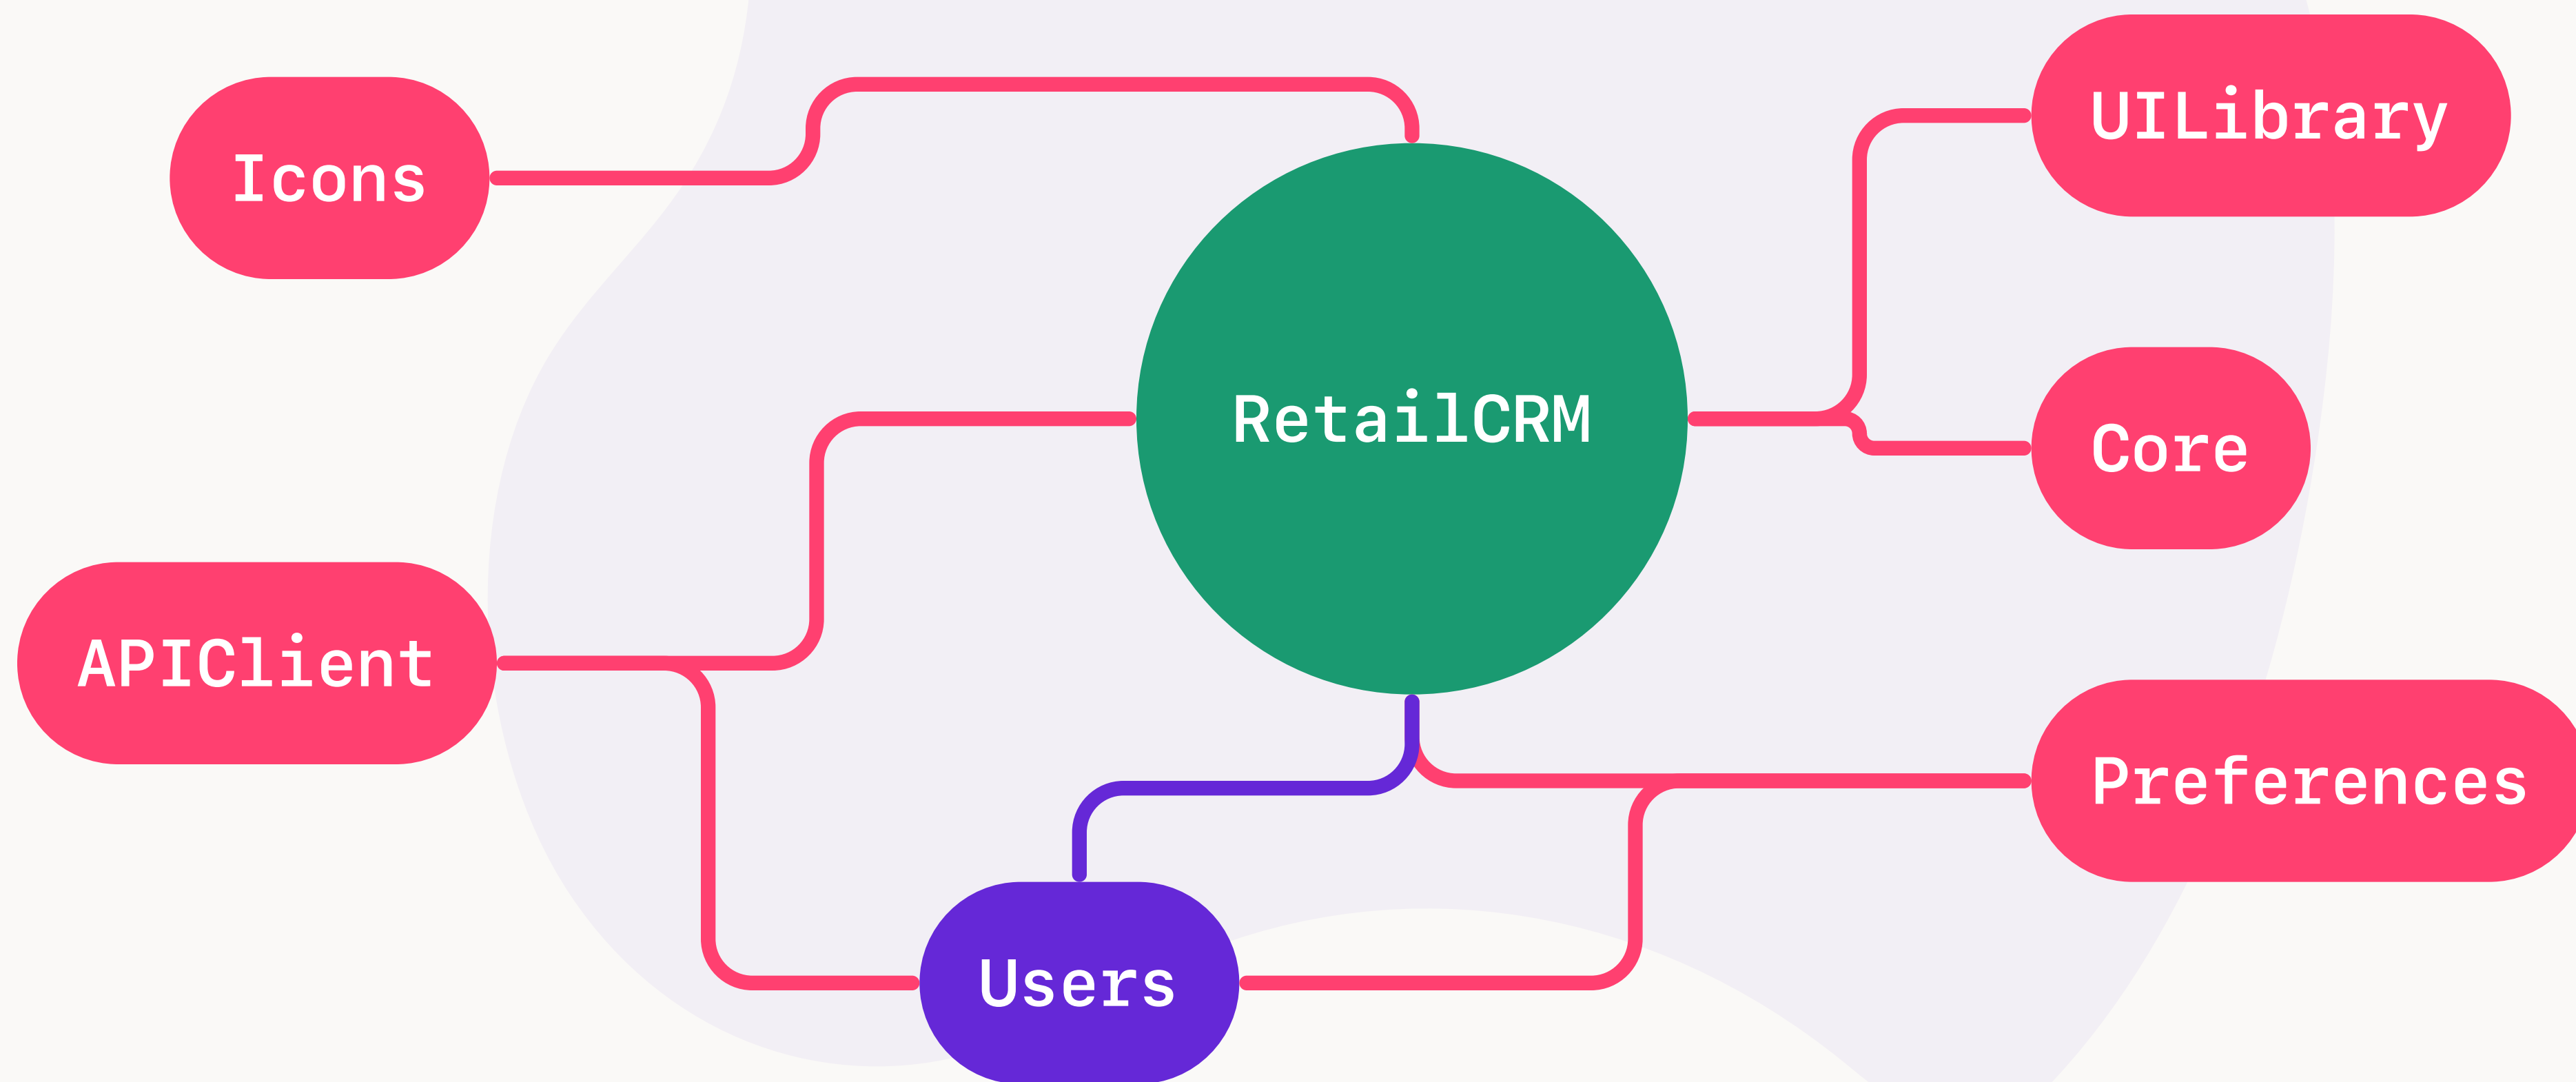 Icons
UILibrary
RetailCRM
Core
APIClient
Preferences
Users